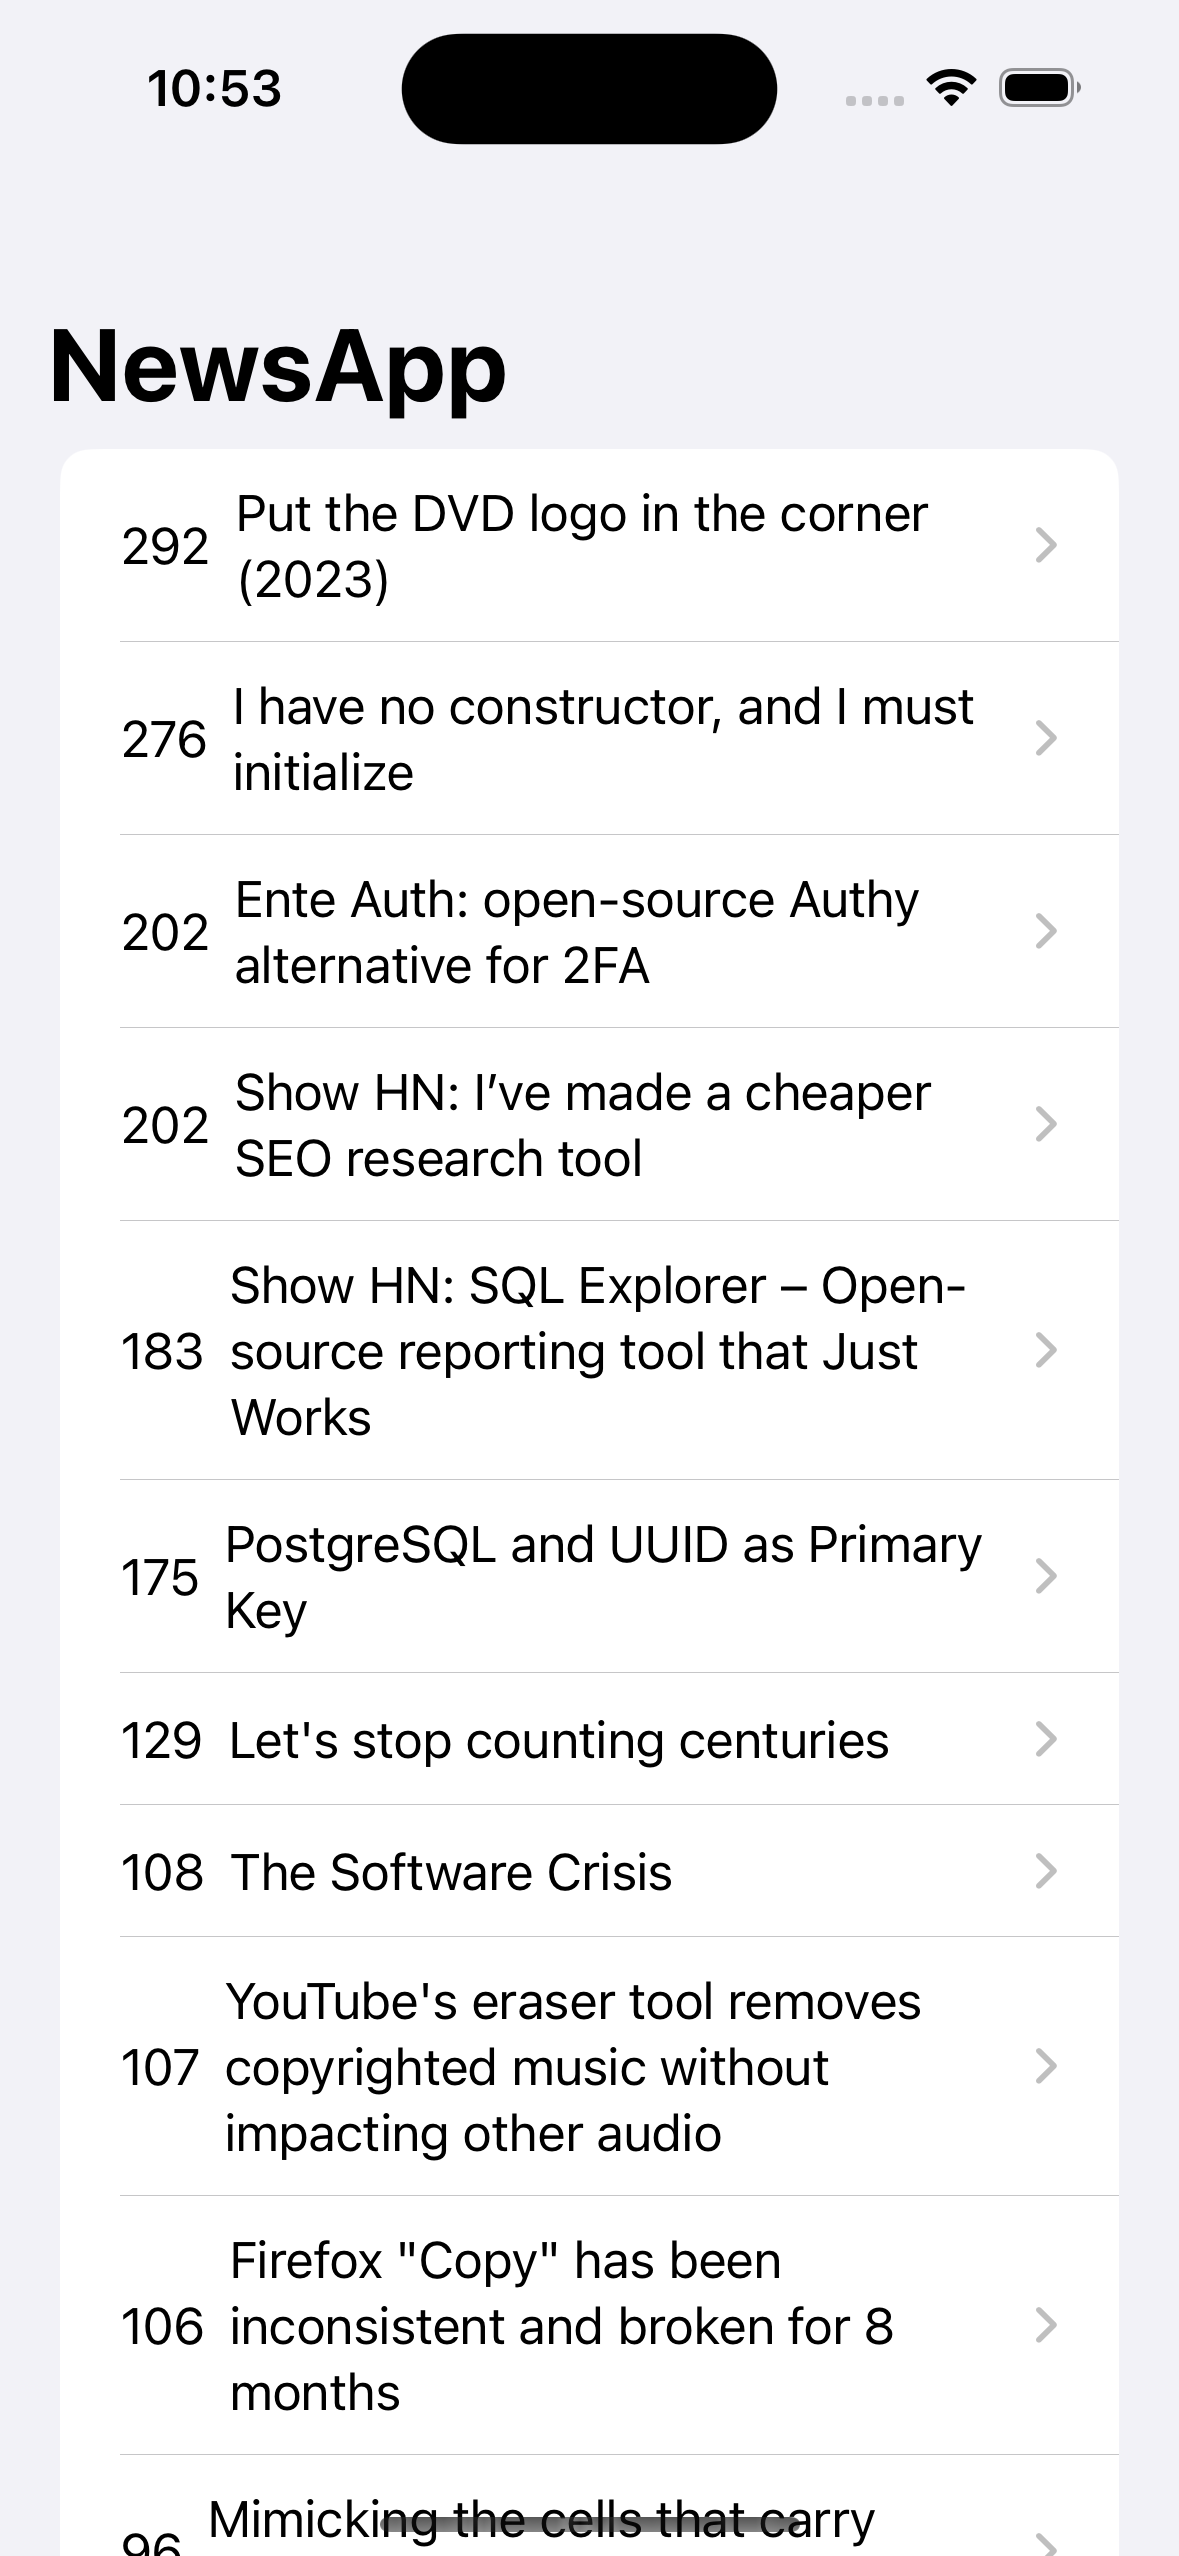 10:53
NewsApp
292
Put the DVD logo in the corner
(2023)
276
I have no constructor, and I must
initialize
202
Ente Auth: open-source Authy
alternative for 2FA
202
Show HN: I’ve made a cheaper
SEO research tool
183
Show HN: SQL Explorer – Open-
source reporting tool that Just
Works
175
PostgreSQL and UUID as Primary
Key
129
Let's stop counting centuries
108
The Software Crisis
107
YouTube's eraser tool removes
copyrighted music without
impacting other audio
106
Firefox "Copy" has been
inconsistent and broken for 8
months
96
Mimicking the cells that carry